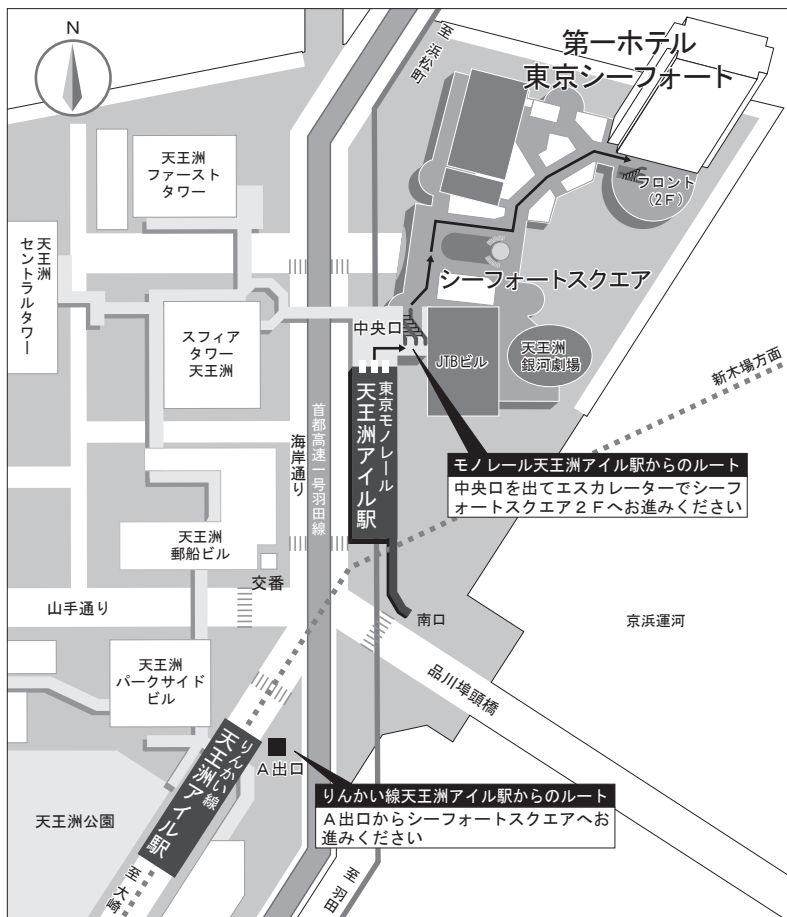 N
至
浜
松
町
第一ホテル
東京シーフォート
フロント
(2F)
天王洲
ファースト
タワー
天王洲
セントラルタワー
スフィア
タワー
天王洲
シーフォートスクエア
中央口
JTBビル
天王洲
銀河劇場
新木場方面
東京モノレール
天王洲アイル駅
首都高速一号羽田線
海岸通り
モノレール天王洲アイル駅からのルート
中央口を出てエスカレーターでシーフ
ォートスクエア2Fへお進みください
天王洲
郵船ビル
交番
山手通り
南口
京浜運河
品川埠頭橋
天王洲
パークサイド
ビル
りんかい線
天王洲アイル駅
A出口
りんかい線天王洲アイル駅からのルート
A出口からシーフォートスクエアへお
進みください
天王洲公園
至
大
崎
至
羽
田